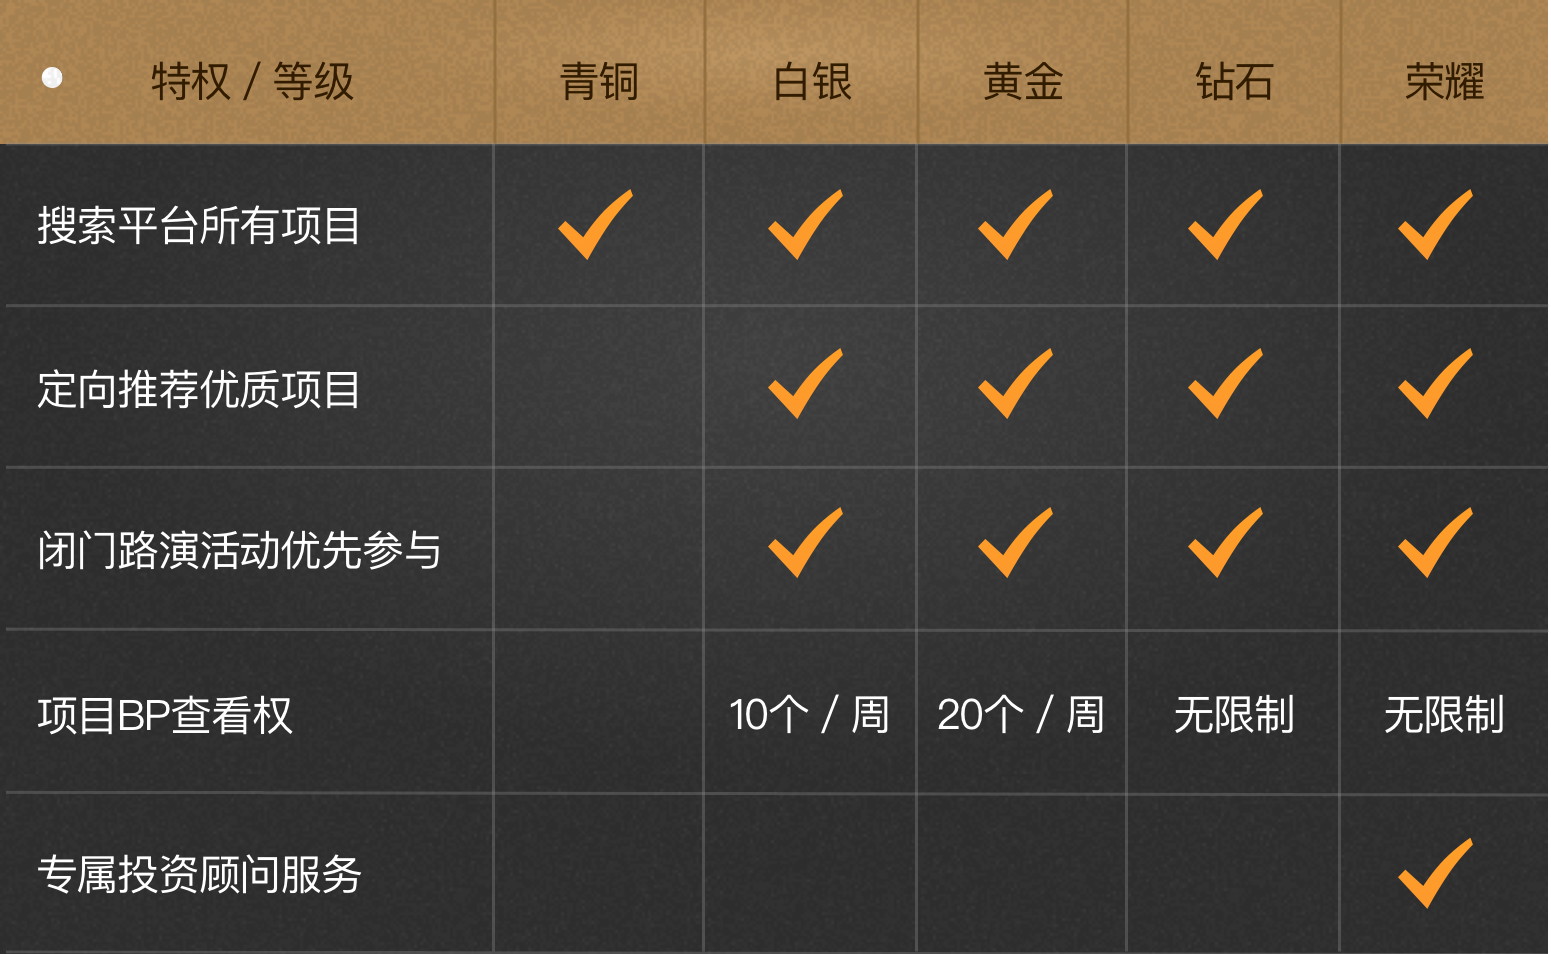 特权 / 等级 青铜 白银 黄金 钻石 荣耀
搜索平台所有项目
定向推荐优质项目
闭门路演活动优先参与
项目BP查看权 10个 / 周 20个 / 周 无限制 无限制
专属投资顾问服务